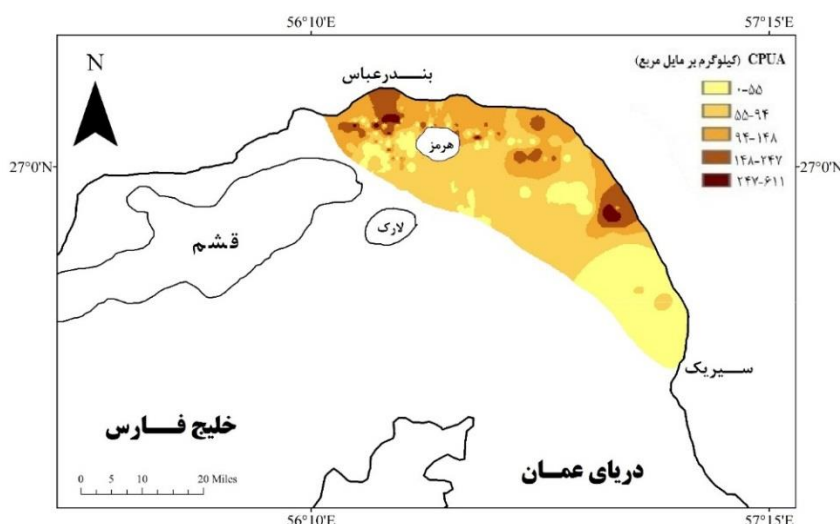 56°10'E
57°15'E
N
بنـــدرعباس
CPUA (کیلوگرم بر مایل مربع)
۰-۵۵
۵۵-۹۴
۹۴-۱۴۸
۱۴۸-۲۴۷
۲۴۷-۶۱۱
هرمز
27°0'N
27°0'N
لارک
قشم
سـیریک
خلیج فـــارس
دریای عمــان
0 5 10 20 Miles
56°10'E
57°15'E